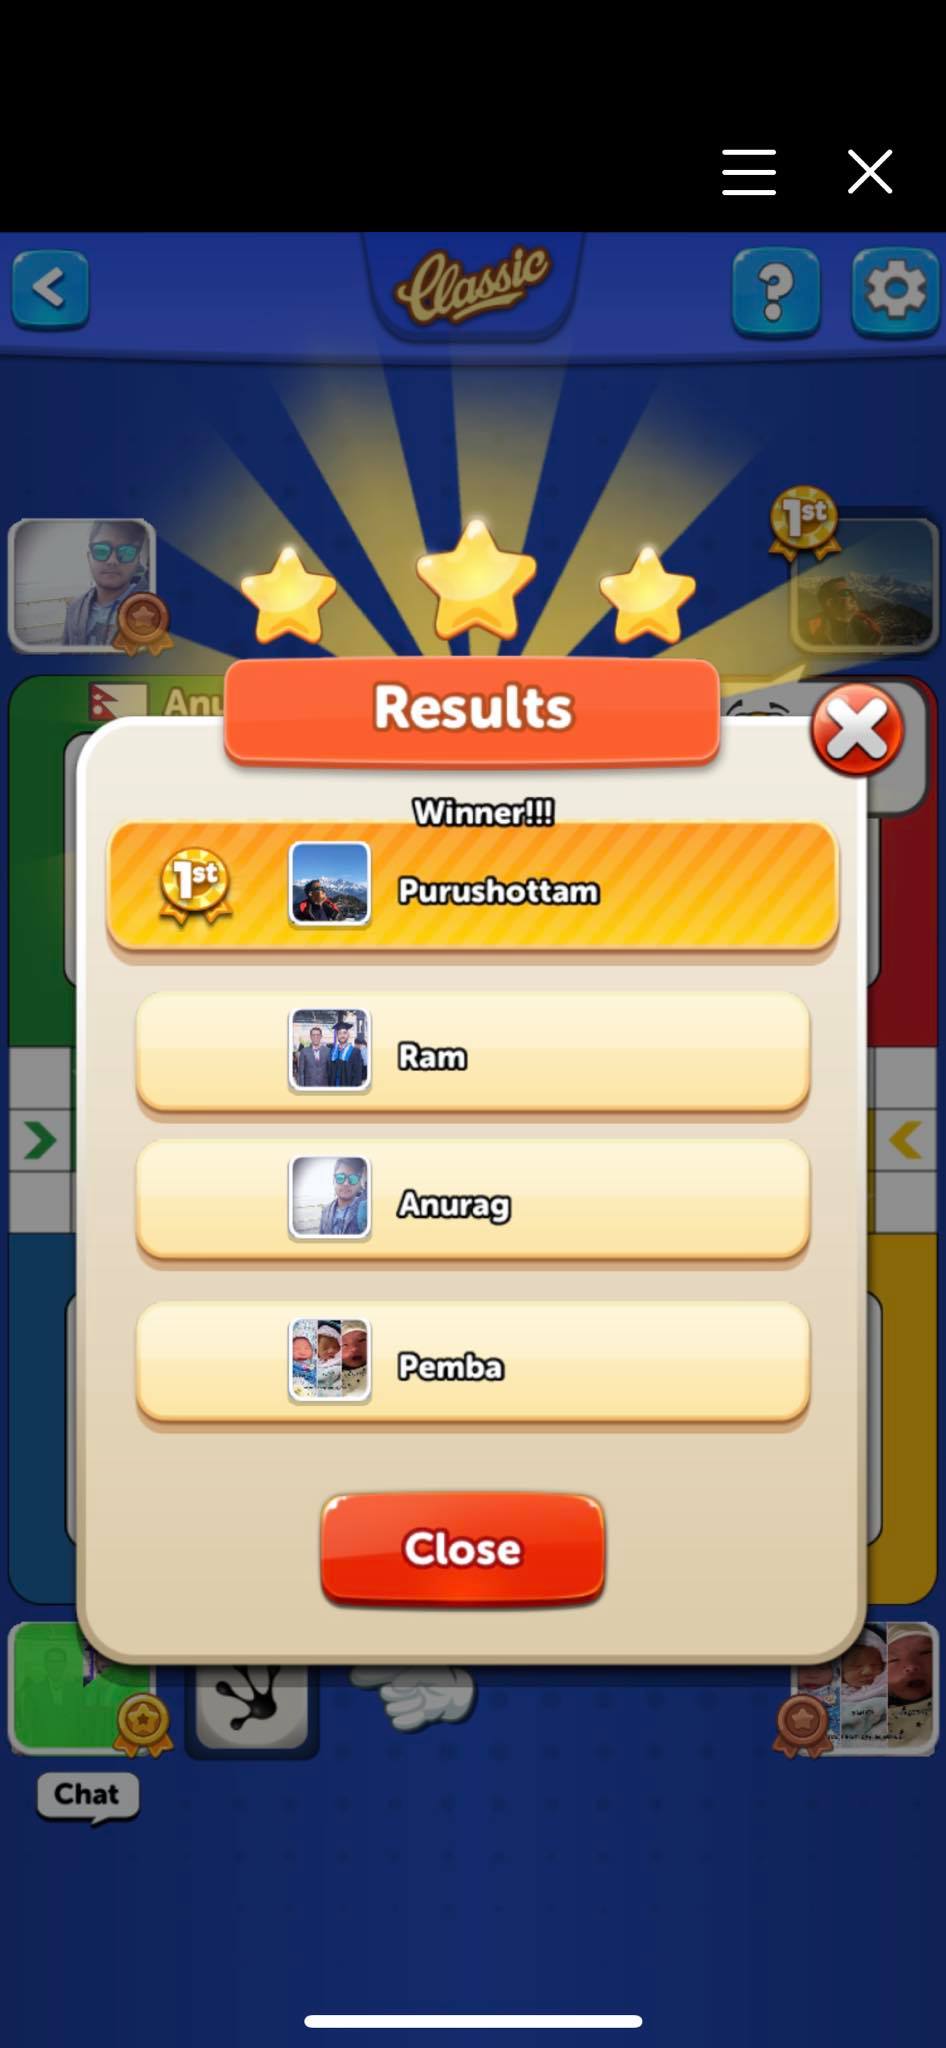 Classic
?
1st
Anu
Results
Winner!!!
1st
Purushottam
Ram
Anurag
Pemba
Close
Chat